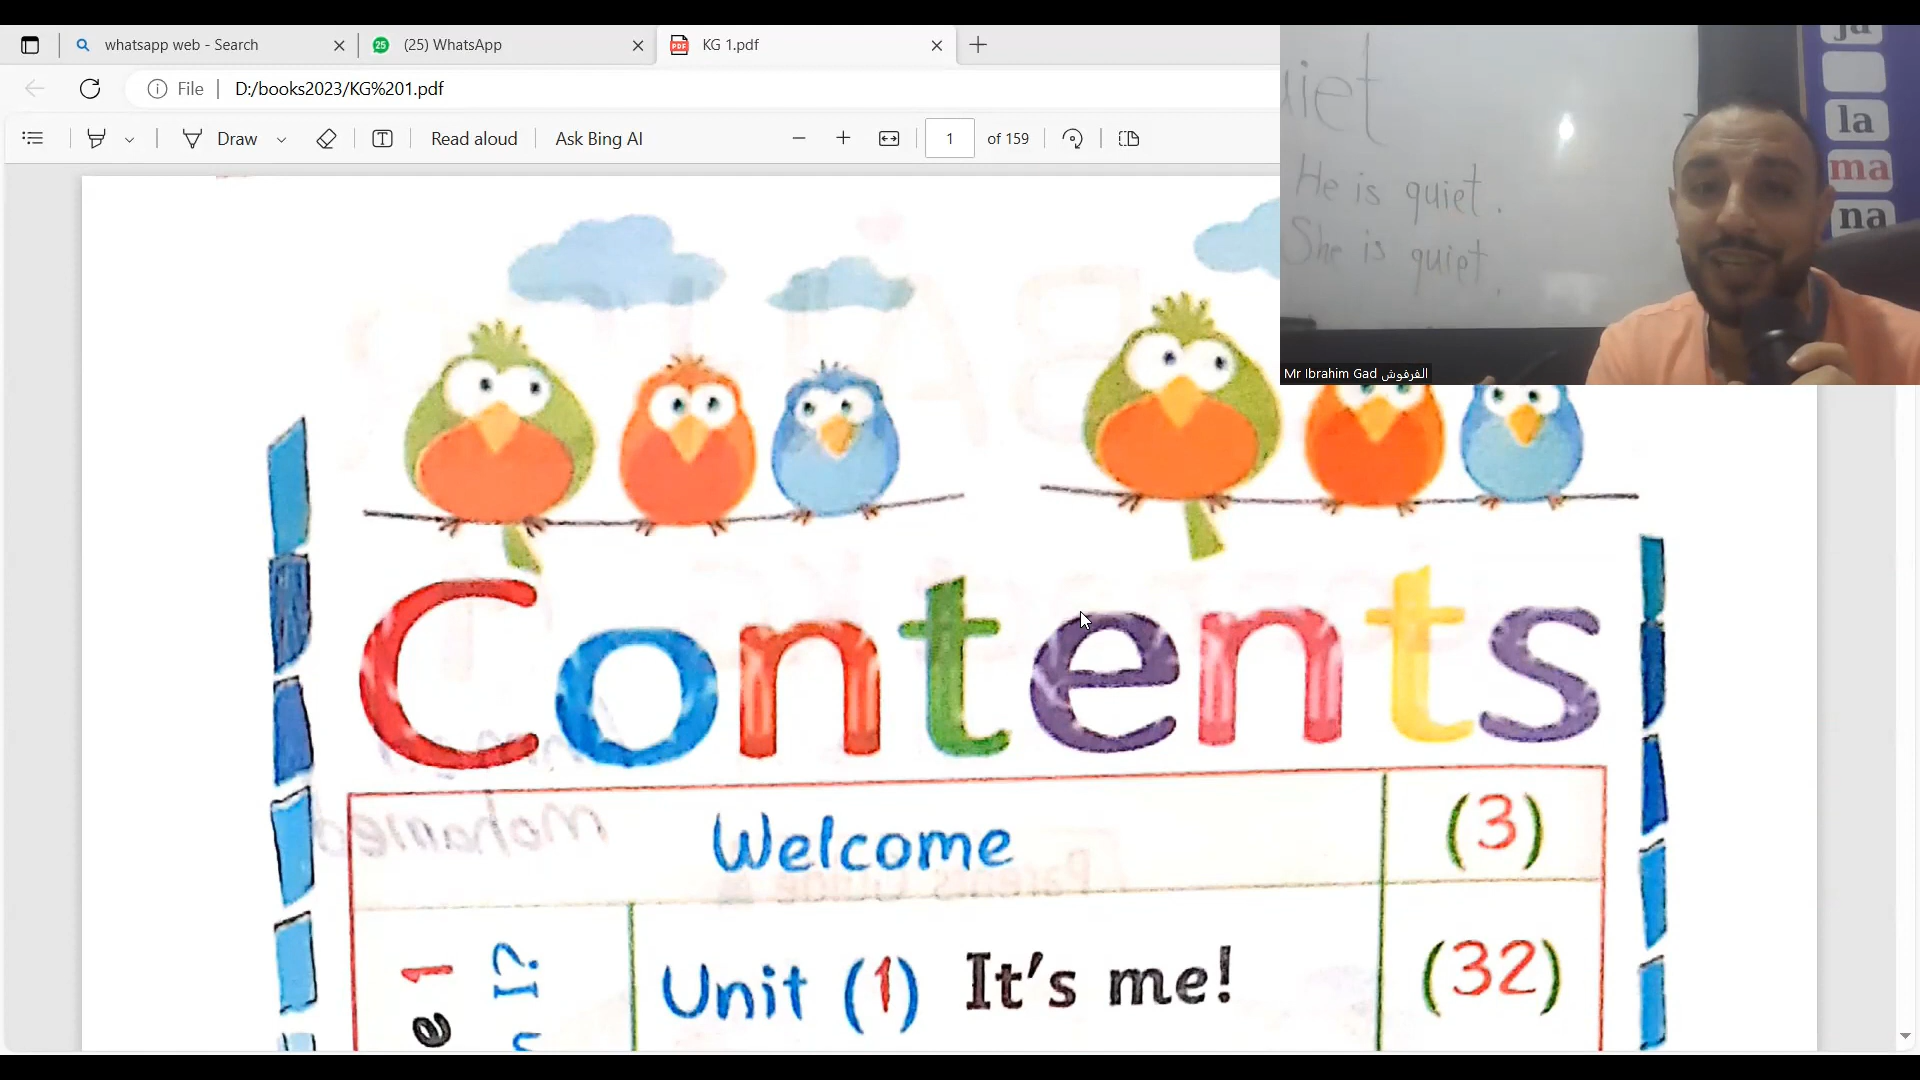 whatsapp web - Search
(25) WhatsApp
KG 1.pdf
File
D:/books2023/KG%201.pdf
Draw
Read aloud
Ask Bing AI
1 of 159
He is quiet.
She is quiet.
la
ma
na
Mr Ibrahim Gad الفرفوش
Contents
Welcome (3)
Unit (1) It's me! (32)